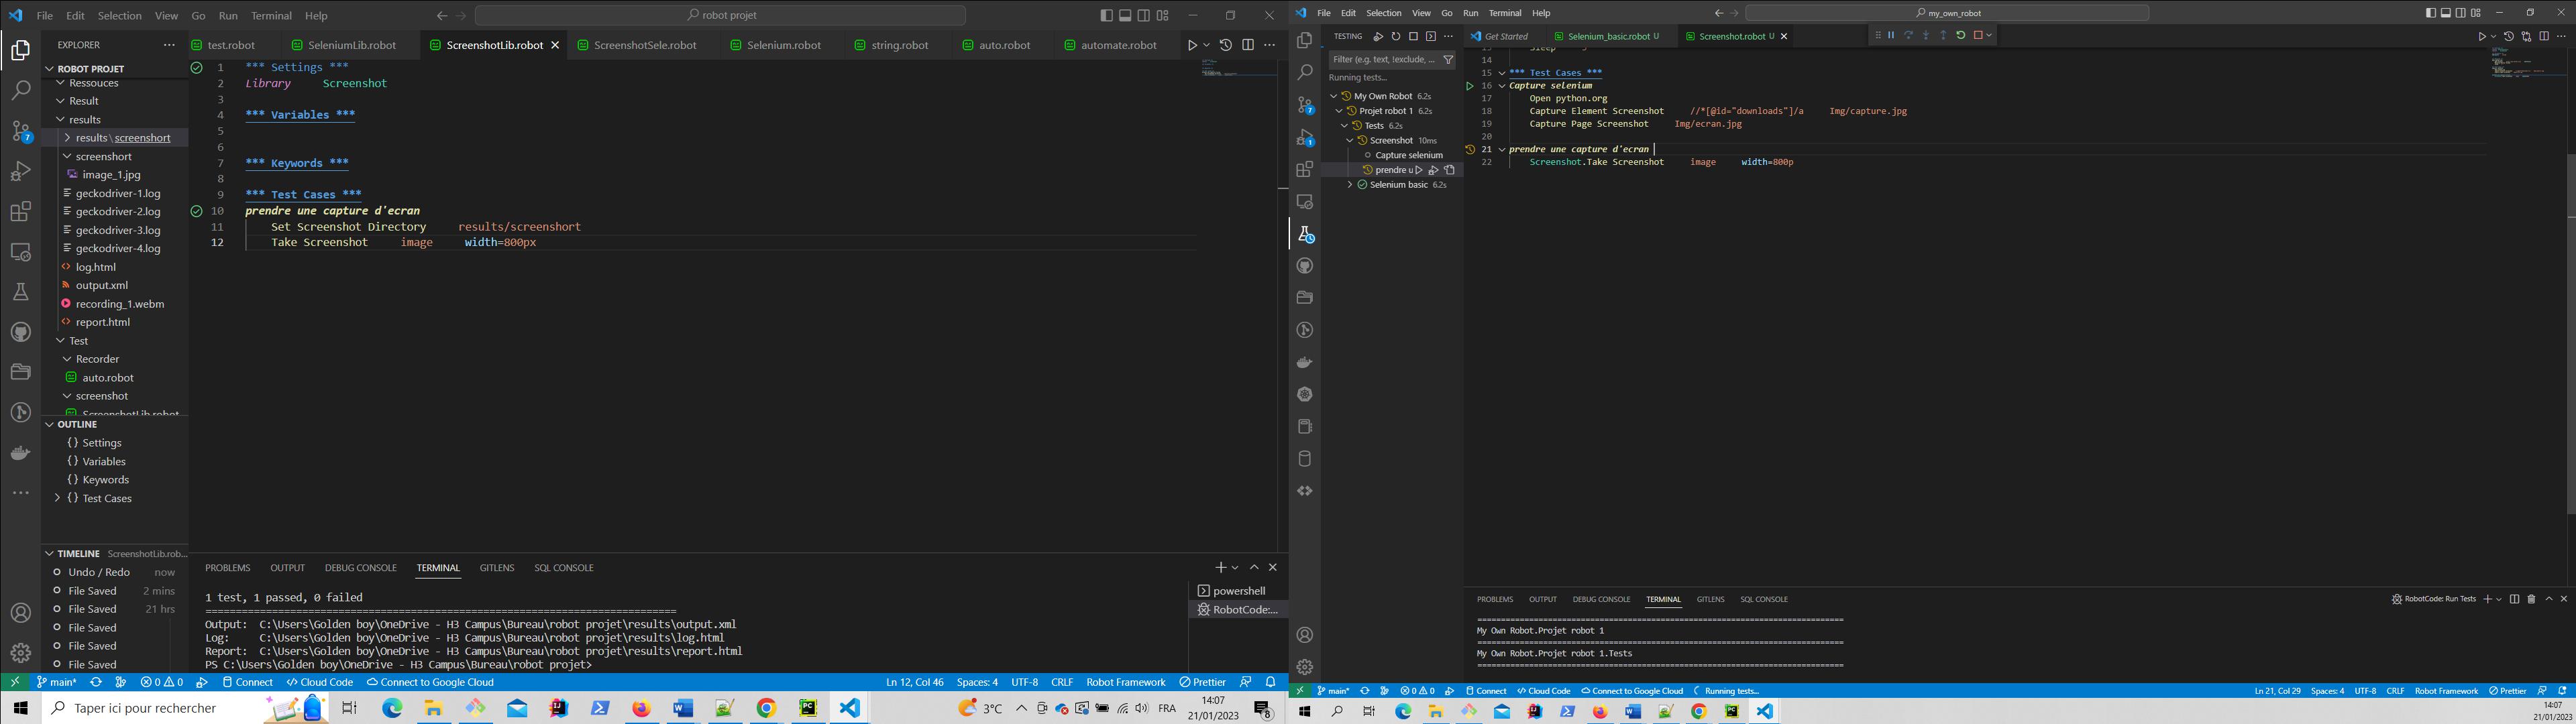 File Edit Selection View Go Run Terminal Help
robot projet
EXPLORER
ROBOT PROJET
Ressouces
Result
results
results \ screenshort
screenshort
image_1.jpg
geckodriver-1.log
geckodriver-2.log
geckodriver-3.log
geckodriver-4.log
log.html
output.xml
recording_1.webm
report.html
Test
Recorder
auto.robot
screenshot
ScreenshotLib.robot
OUTLINE
{} Settings
{} Variables
{} Keywords
{} Test Cases
TIMELINE ScreenshotLib.rob...
Undo / Redo now
File Saved 2 mins
File Saved 21 hrs
File Saved
File Saved
File Saved
test.robot SeleniumLib.robot ScreenshotLib.robot ScreenshotSele.robot Selenium.robot string.robot auto.robot automate.robot
1 *** Settings ***
2 Library Screenshot
3
4 *** Variables ***
5
6
7 *** Keywords ***
8
9 *** Test Cases ***
10 prendre une capture d'ecran
11 Set Screenshot Directory results/screenshort
12 Take Screenshot image width=800px
PROBLEMS OUTPUT DEBUG CONSOLE TERMINAL GITLENS SQL CONSOLE
powershell
RobotCode:...
1 test, 1 passed, 0 failed
==============================================================================
Output: C:\Users\Golden boy\OneDrive - H3 Campus\Bureau\robot projet\results\output.xml
Log: C:\Users\Golden boy\OneDrive - H3 Campus\Bureau\robot projet\results\log.html
Report: C:\Users\Golden boy\OneDrive - H3 Campus\Bureau\robot projet\results\report.html
PS C:\Users\Golden boy\OneDrive - H3 Campus\Bureau\robot projet>
main* 0 0 Connect Cloud Code Connect to Google Cloud Ln 12, Col 46 Spaces: 4 UTF-8 CRLF Robot Framework Prettier
Taper ici pour rechercher 3°C FRA 14:07
21/01/2023 8
File Edit Selection View Go Run Terminal Help
my_own_robot
TESTING
Filter (e.g. text, !exclude, ...
Running tests...
My Own Robot 6.2s
Projet robot 1 6.2s
Tests 6.2s
Screenshot 10ms
Capture selenium
prendre u
Selenium basic 6.2s
Get Started Selenium_basic.robot U Screenshot.robot U
14
15 *** Test Cases ***
16 Capture selenium
17 Open python.org
18 Capture Element Screenshot //*[@id="downloads"]/a Img/capture.jpg
19 Capture Page Screenshot Img/ecran.jpg
20
21 prendre une capture d'ecran
22 Screenshot.Take Screenshot image width=800p
PROBLEMS OUTPUT DEBUG CONSOLE TERMINAL GITLENS SQL CONSOLE
RobotCode: Run Tests
==============================================================================
My Own Robot.Projet robot 1
==============================================================================
My Own Robot.Projet robot 1.Tests
==============================================================================
main* 0 0 Connect Cloud Code Connect to Google Cloud Running tests... Ln 21, Col 29 Spaces: 4 UTF-8 CRLF Robot Framework Prettier
14:07
21/01/2023